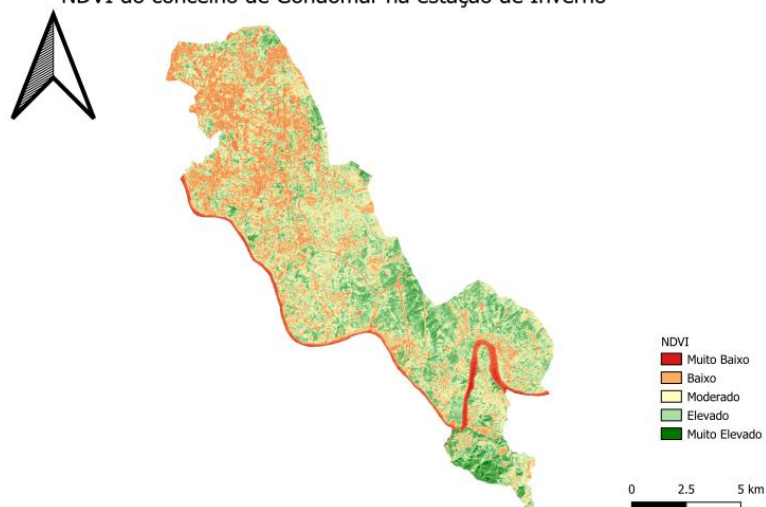 NDVI do concelho de Gondomar na estação de Inverno
NDVI
Muito Baixo
Baixo
Moderado
Elevado
Muito Elevado
0 2.5 5 km